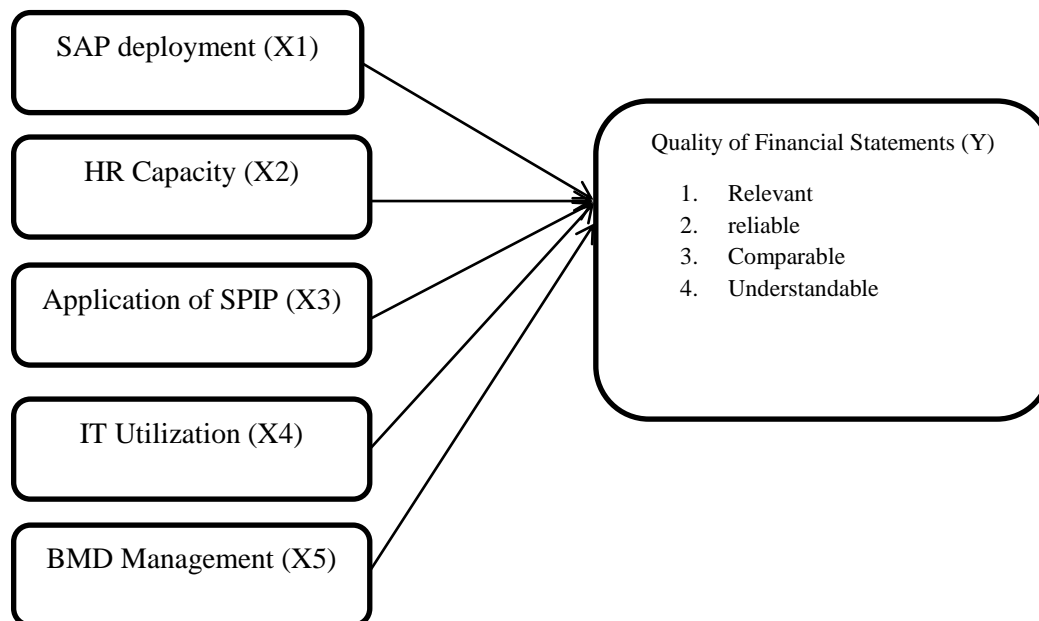 SAP deployment (X1)
HR Capacity (X2)
Application of SPIP (X3)
IT Utilization (X4)
BMD Management (X5)
Quality of Financial Statements (Y)
1. Relevant
2. reliable
3. Comparable
4. Understandable